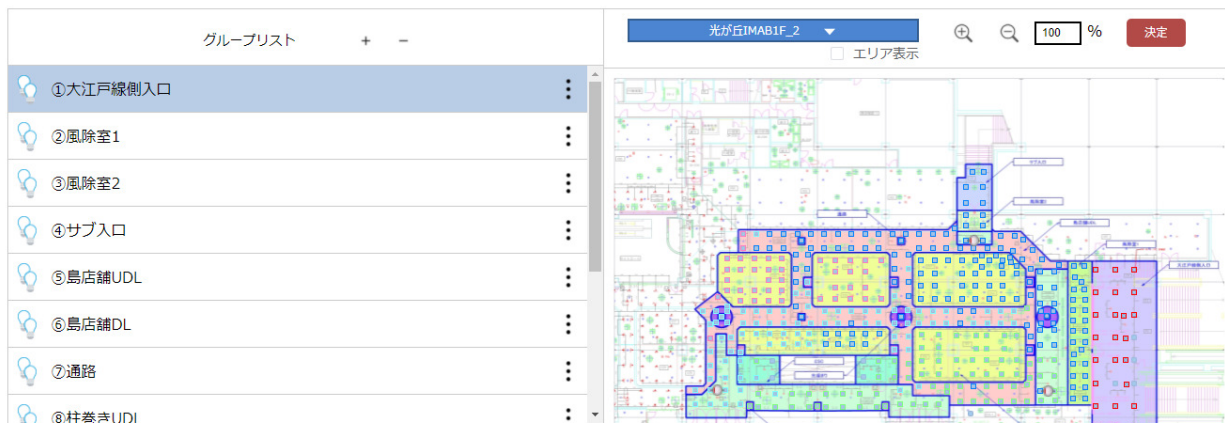 グループリスト + −
①大江戸線側入口
②風除室1
③風除室2
④サブ入口
⑤島店舗UDL
⑥島店舗DL
⑦通路
⑧柱巻きUDL
光が丘IMAB1F_2
エリア表示
100 %
決定